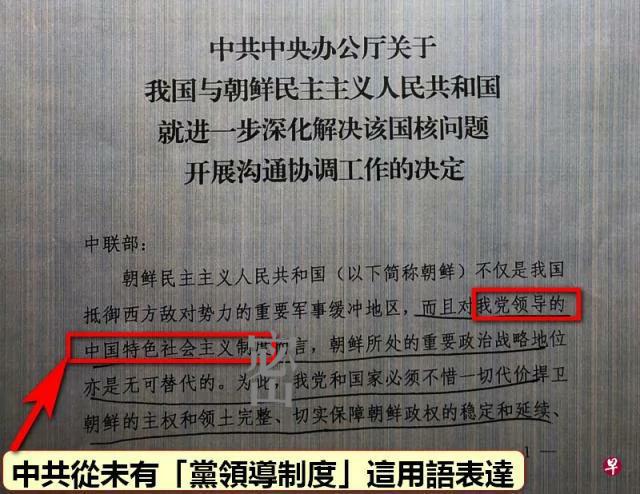 中共中央办公厅关于
我国与朝鲜民主主义人民共和国
就进一步深化解决该国核问题
开展沟通协调工作的决定
中联部：
朝鲜民主主义人民共和国（以下简称朝鲜）不仅是我国
抵御西方敌对势力的重要军事缓冲地区，而且对我党领导的
中国特色社会主义制度而言，朝鲜所处的重要政治战略地位
亦是无可替代的。为此，我党和国家必须不惜一切代价捍卫
朝鲜的主权和领土完整、切实保障朝鲜政权的稳定和延续、
密
1 —
中共從未有「黨領導制度」這用語表達
早